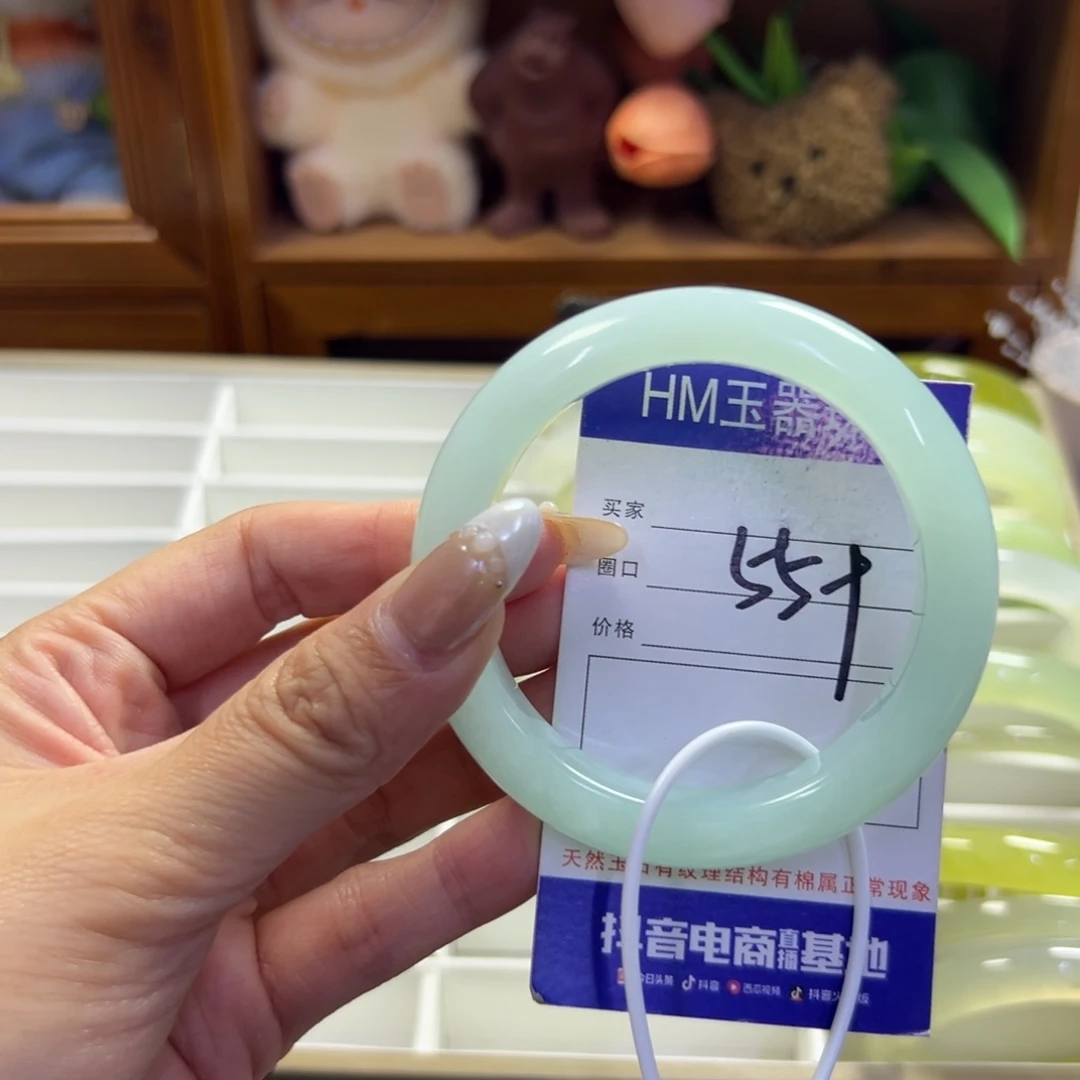 HM玉器
买家
圈口
55+
价格
天然玉石有纹理结构有棉属正常现象
抖音电商直播基地
今日头条 抖音 西瓜视频 抖音火山版